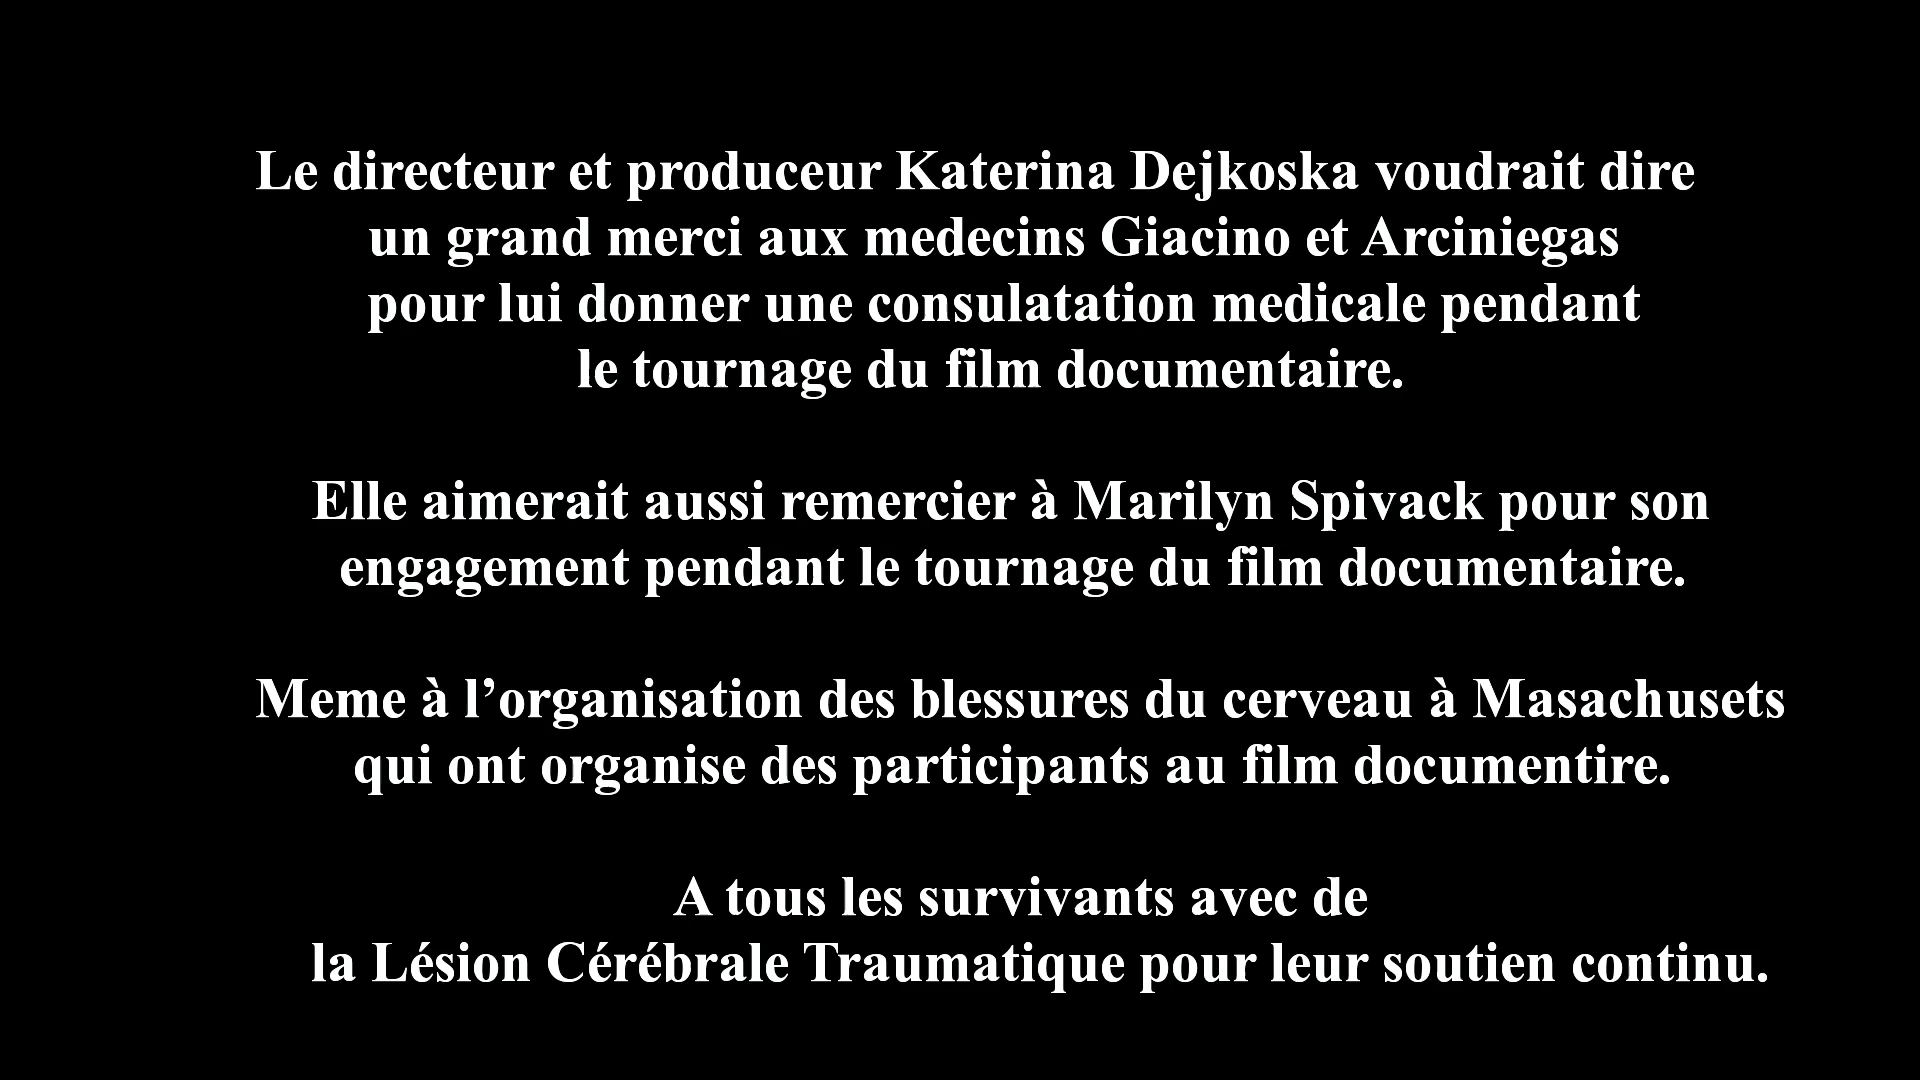 Le directeur et produceur Katerina Dejkoska voudrait dire
un grand merci aux medecins Giacino et Arciniegas
pour lui donner une consulatation medicale pendant
le tournage du film documentaire.
Elle aimerait aussi remercier à Marilyn Spivack pour son
engagement pendant le tournage du film documentaire.
Meme à l’organisation des blessures du cerveau à Masachusets
qui ont organise des participants au film documentire.
A tous les survivants avec de
la Lésion Cérébrale Traumatique pour leur soutien continu.